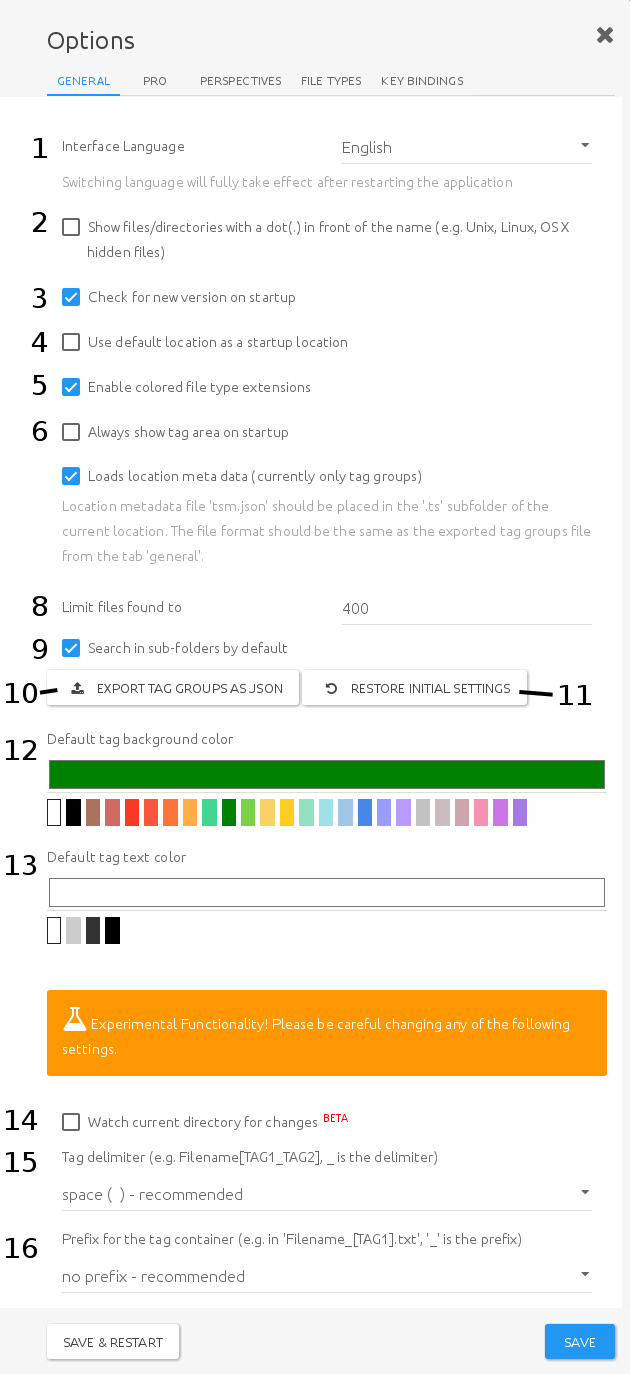 Options
GENERAL PRO PERSPECTIVES FILE TYPES KEY BINDINGS
1 Interface Language English
Switching language will fully take effect after restarting the application
2 Show files/directories with a dot(.) in front of the name (e.g. Unix, Linux, OS X
hidden files)
3 Check for new version on startup
4 Use default location as a startup location
5 Enable colored file type extensions
6 Always show tag area on startup
Loads location meta data (currently only tag groups)
Location metadata file 'tsm.json' should be placed in the '.ts' subfolder of the
current location. The file format should be the same as the exported tag groups file
from the tab 'general'.
8 Limit files found to 400
9 Search in sub-folders by default
10 EXPORT TAG GROUPS AS JSON RESTORE INITIAL SETTINGS 11
12 Default tag background color
13 Default tag text color
Experimental Functionality! Please be careful changing any of the following
settings.
14 Watch current directory for changes BETA
15 Tag delimiter (e.g. Filename[TAG1_TAG2], _ is the delimiter)
space ( ) - recommended
16 Prefix for the tag container (e.g. in 'Filename_[TAG1].txt', '_' is the prefix)
no prefix - recommended
SAVE & RESTART SAVE